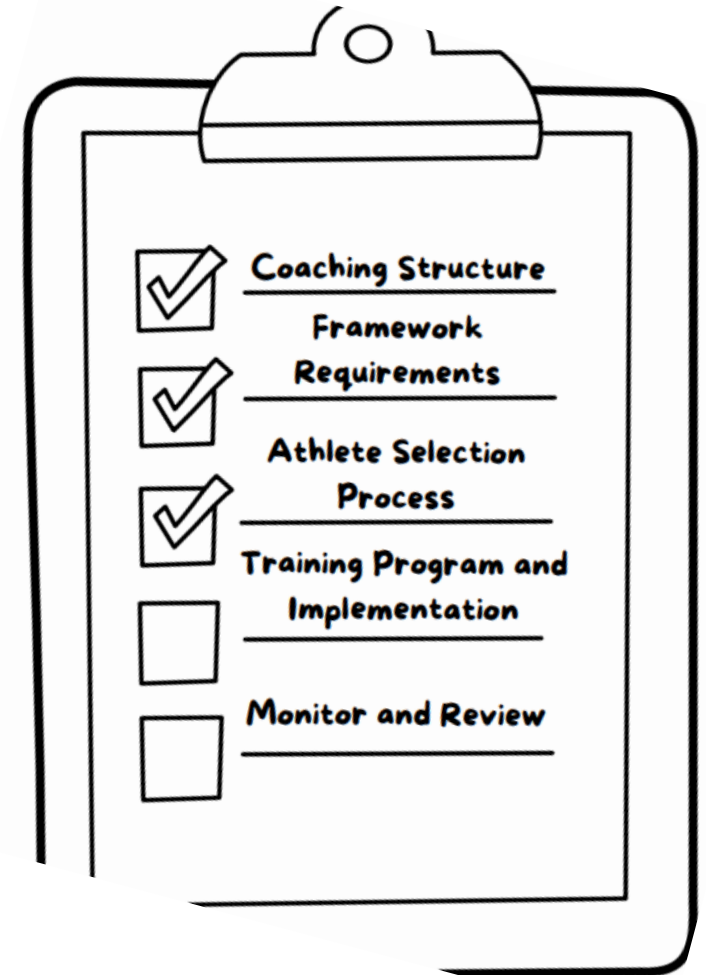 Coaching Structure
Framework
Requirements
Athlete Selection
Process
Training Program and
Implementation
Monitor and Review